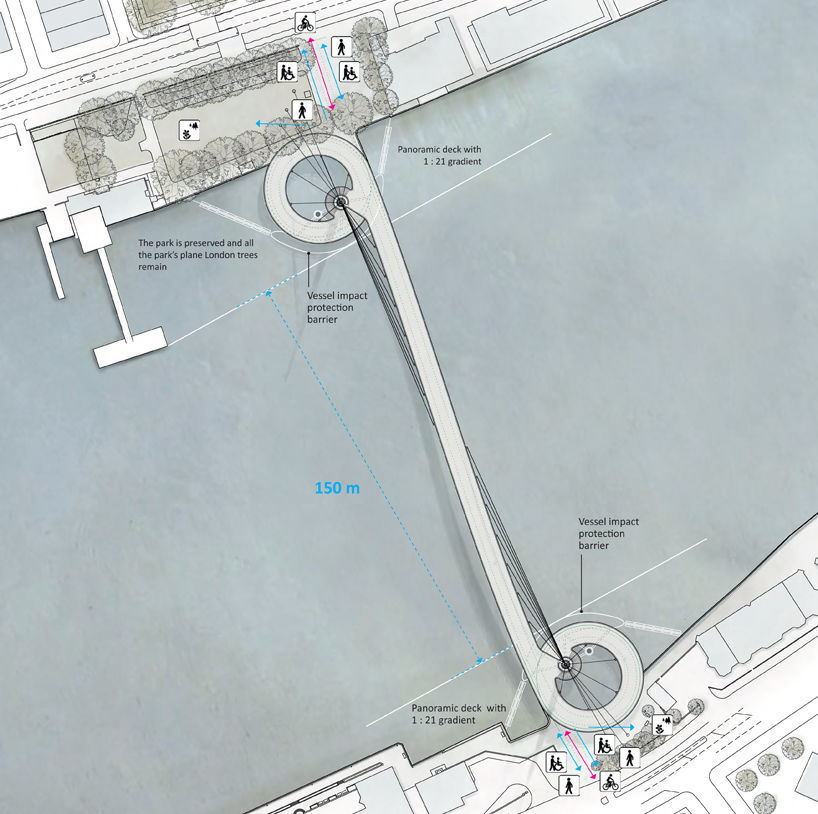 Panoramic deck with
1 : 21 gradient
The park is preserved and all
the park's plane London trees
remain
Vessel impact
protection
barrier
150 m
Vessel impact
protection
barrier
Panoramic deck with
1 : 21 gradient